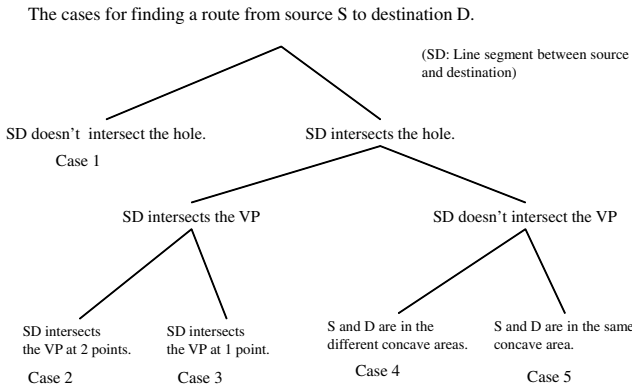 The cases for finding a route from source S to destination D.
(SD: Line segment between source
and destination)
SD doesn't intersect the hole.
Case 1
SD intersects the hole.
SD intersects the VP
SD doesn't intersect the VP
SD intersects
the VP at 2 points.
Case 2
SD intersects
the VP at 1 point.
Case 3
S and D are in the
different concave areas.
Case 4
S and D are in the same
concave area.
Case 5